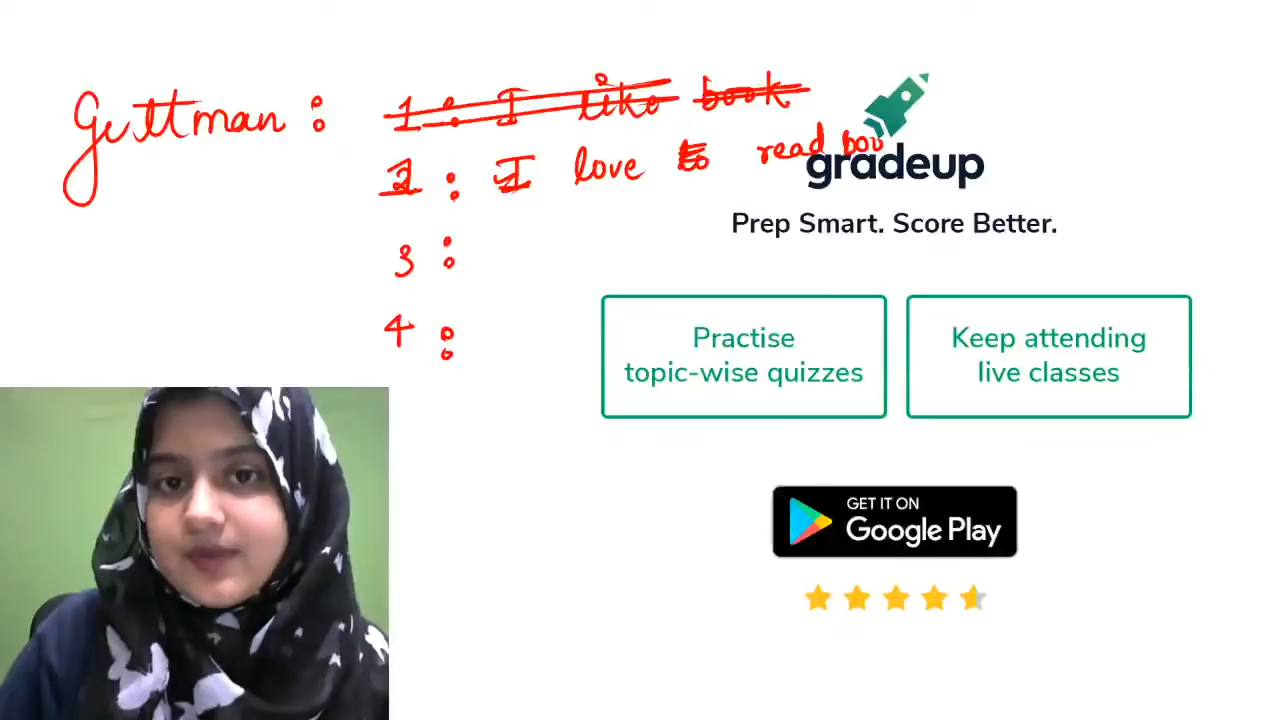 Guttman : 1 : I like book
2 : I love to read boo
3 :
4 :
gradeup
Prep Smart. Score Better.
Practise
topic-wise quizzes
Keep attending
live classes
GET IT ON
Google Play